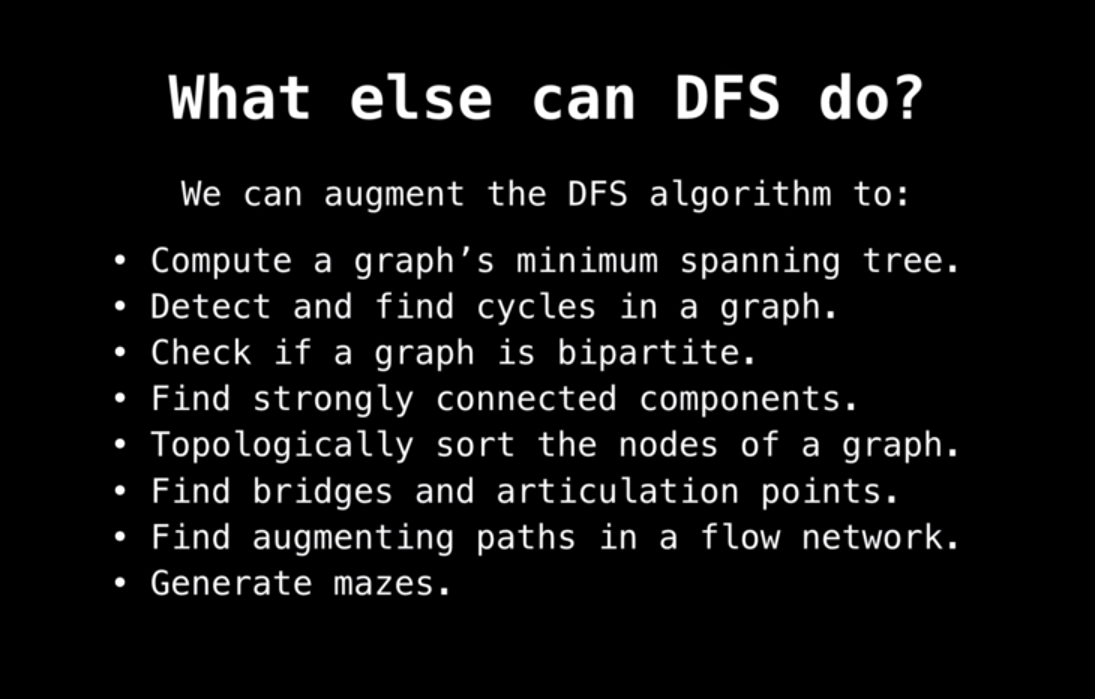 What else can DFS do?
We can augment the DFS algorithm to:
• Compute a graph’s minimum spanning tree.
• Detect and find cycles in a graph.
• Check if a graph is bipartite.
• Find strongly connected components.
• Topologically sort the nodes of a graph.
• Find bridges and articulation points.
• Find augmenting paths in a flow network.
• Generate mazes.